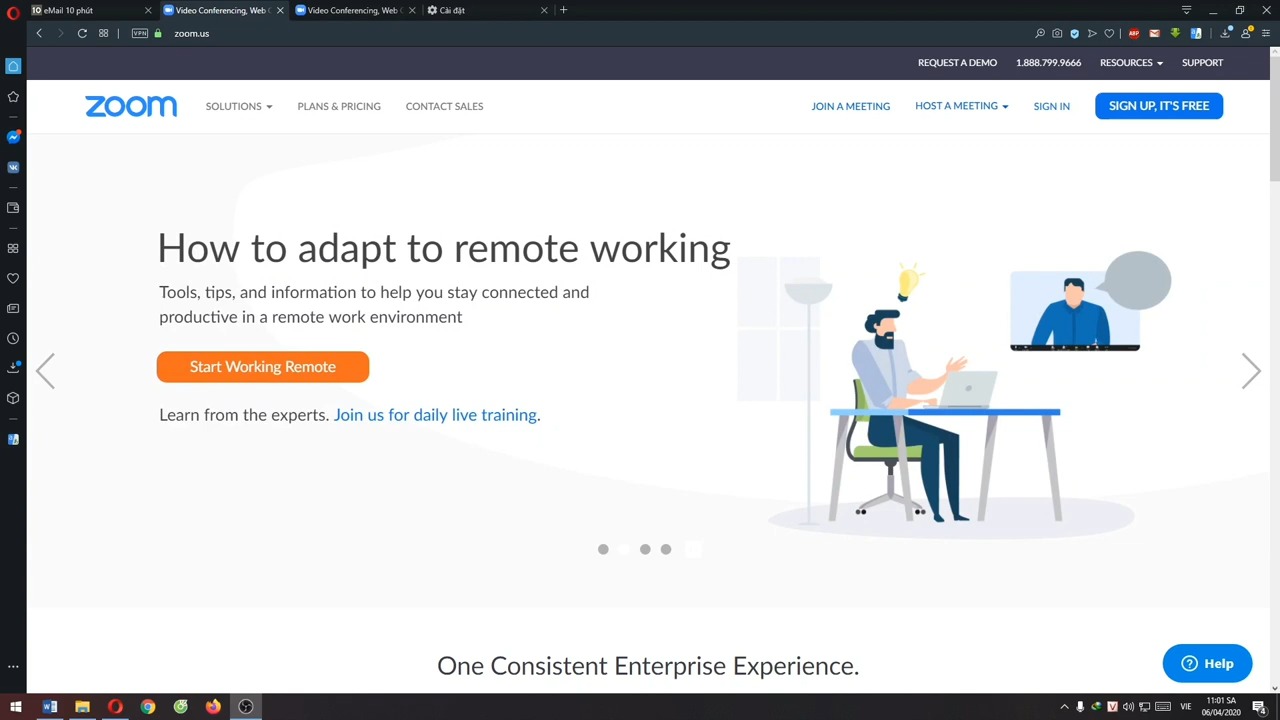 eMail 10 phút
Video Conferencing, Web C
Video Conferencing, Web C
Cài đặt
VPN
zoom.us
ABP
REQUEST A DEMO
1.888.799.9666
RESOURCES
SUPPORT
zoom
SOLUTIONS
PLANS & PRICING
CONTACT SALES
JOIN A MEETING
HOST A MEETING
SIGN IN
SIGN UP, IT'S FREE
How to adapt to remote working
Tools, tips, and information to help you stay connected and
productive in a remote work environment
Start Working Remote
Learn from the experts. Join us for daily live training.
One Consistent Enterprise Experience.
Help
VIE
11:01 SA
06/04/2020